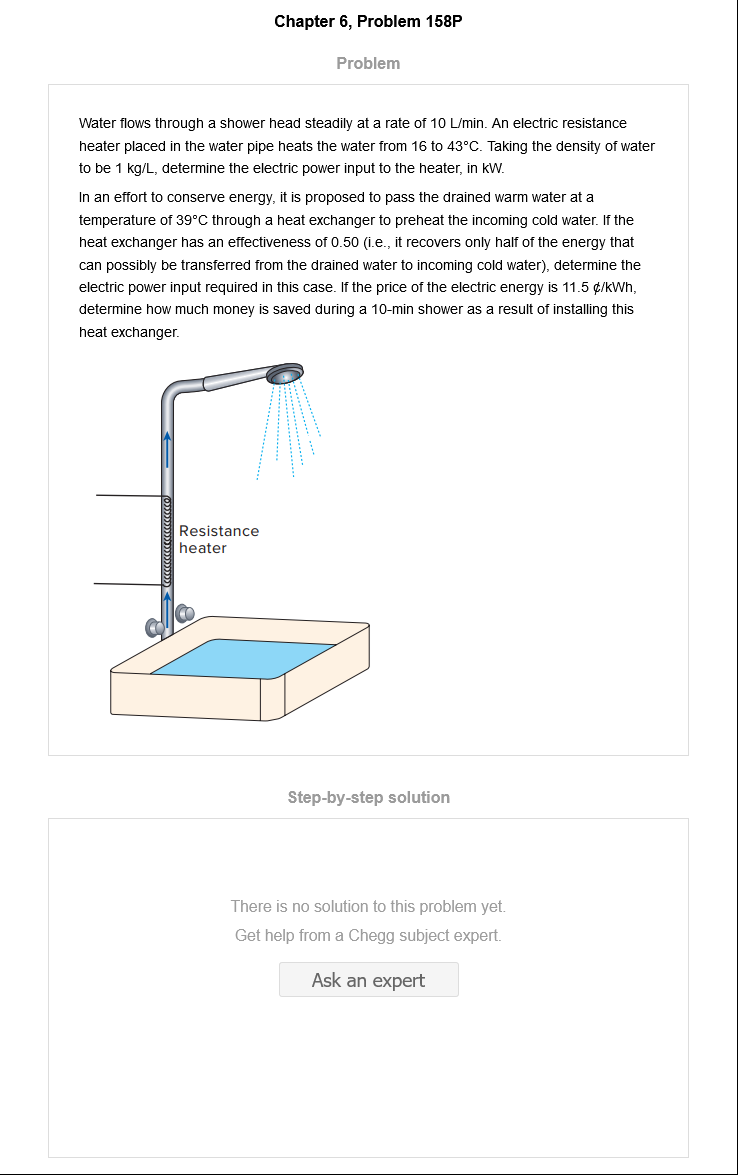 Chapter 6, Problem 158P
Problem
Water flows through a shower head steadily at a rate of 10 L/min. An electric resistance
heater placed in the water pipe heats the water from 16 to 43°C. Taking the density of water
to be 1 kg/L, determine the electric power input to the heater, in kW.
In an effort to conserve energy, it is proposed to pass the drained warm water at a
temperature of 39°C through a heat exchanger to preheat the incoming cold water. If the
heat exchanger has an effectiveness of 0.50 (i.e., it recovers only half of the energy that
can possibly be transferred from the drained water to incoming cold water), determine the
electric power input required in this case. If the price of the electric energy is 11.5 ¢/kWh,
determine how much money is saved during a 10-min shower as a result of installing this
heat exchanger.
Resistance
heater
Step-by-step solution
There is no solution to this problem yet.
Get help from a Chegg subject expert.
Ask an expert